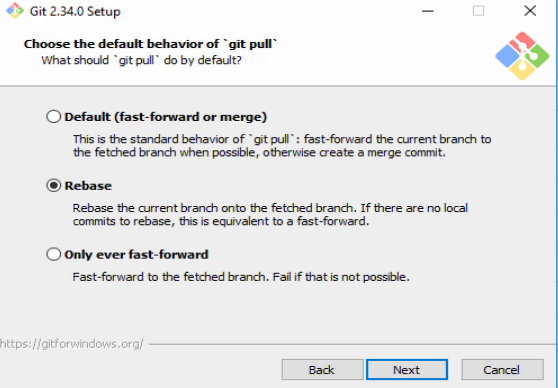 Git 2.34.0 Setup
Choose the default behavior of `git pull`
What should `git pull` do by default?
Default (fast-forward or merge)
This is the standard behavior of `git pull`: fast-forward the current branch to
the fetched branch when possible, otherwise create a merge commit.
Rebase
Rebase the current branch onto the fetched branch. If there are no local
commits to rebase, this is equivalent to a fast-forward.
Only ever fast-forward
Fast-forward to the fetched branch. Fail if that is not possible.
https://gitforwindows.org/
Back Next Cancel